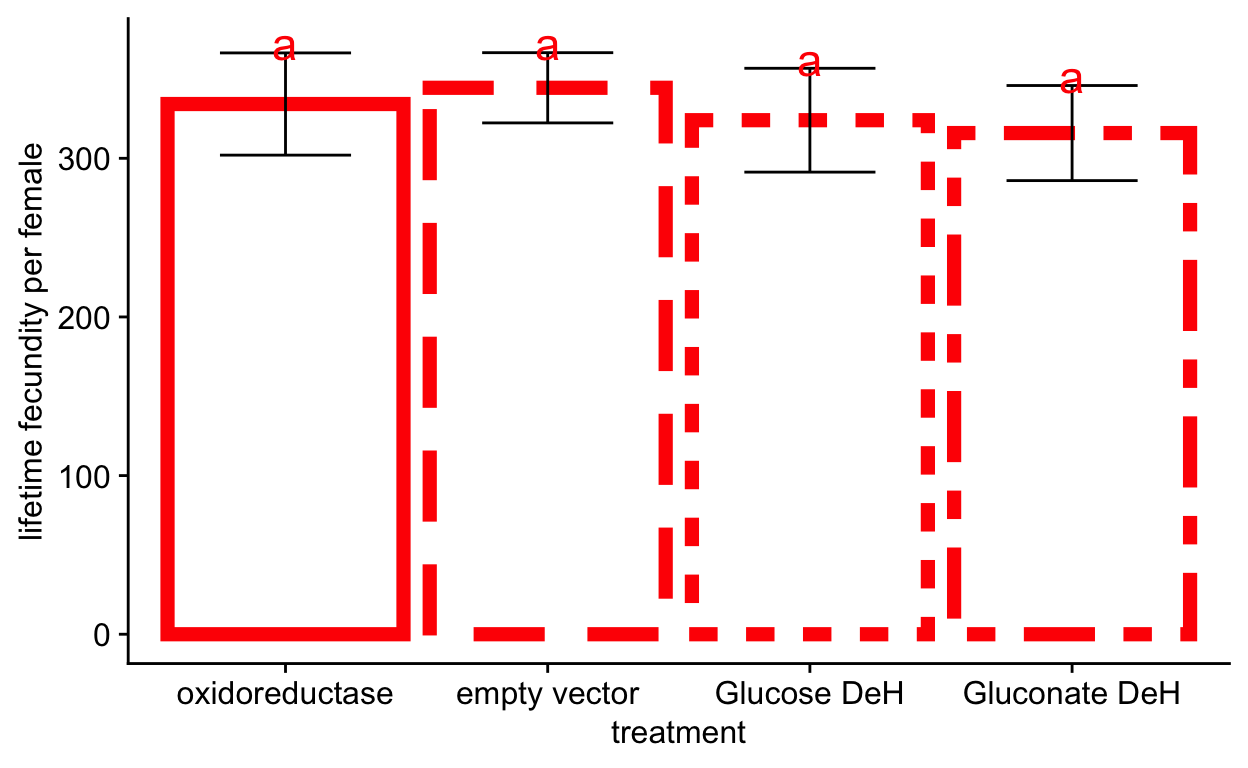 a a a a
lifetime fecundity per female
300
200
100
0
oxidoreductase empty vector Glucose DeH Gluconate DeH
treatment